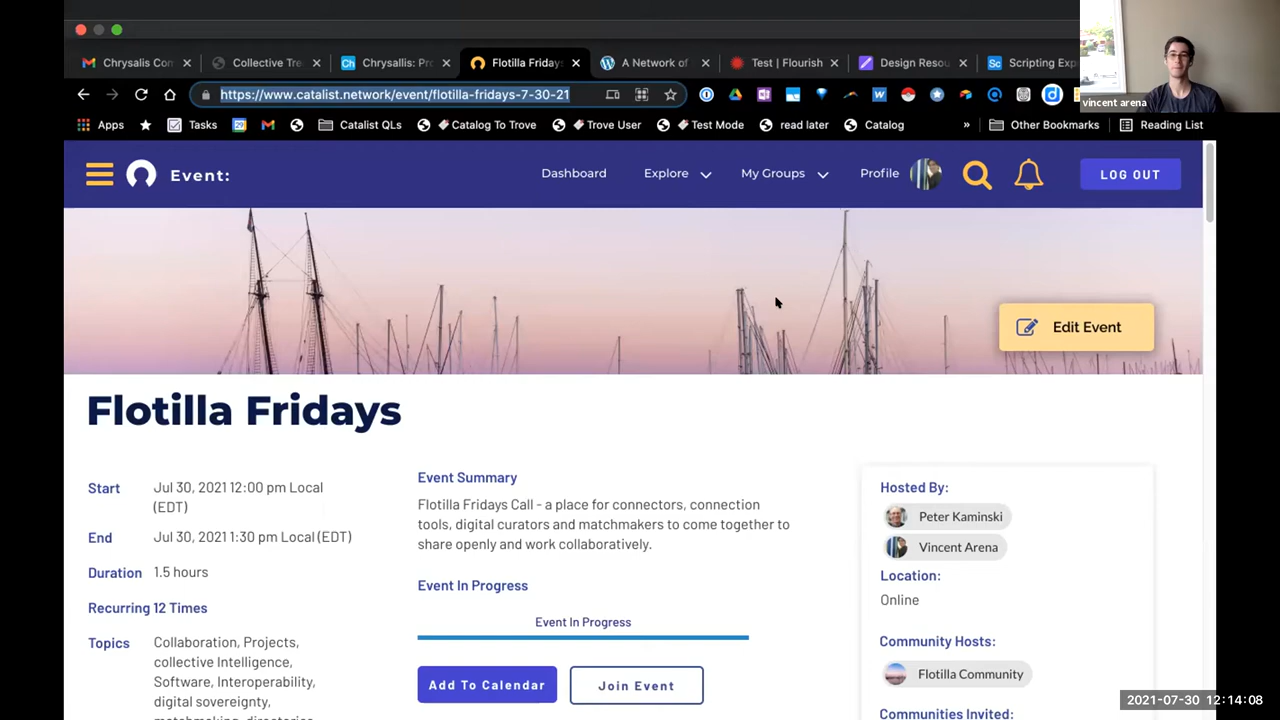 Chrysalis Con
Collective Tre
Chrysallis: Pr
Flotilla Friday
A Network of
Test | Flourish
Design Resou
Scripting Exp
vincent arena
https://www.catalist.network/event/flotilla-fridays-7-30-21
Apps
Tasks
Catalist QLs
Catalog To Trove
Trove User
Test Mode
read later
Catalog
»
Other Bookmarks
Reading List
Event:
Dashboard
Explore
My Groups
Profile
LOG OUT
Edit Event
Flotilla Fridays
Start
Jul 30, 2021 12:00 pm Local
(EDT)
End
Jul 30, 2021 1:30 pm Local (EDT)
Duration
1.5 hours
Recurring 12 Times
Topics
Collaboration, Projects,
collective Intelligence,
Software, Interoperability,
digital sovereignty,
matchmaking, directories
Event Summary
Flotilla Fridays Call - a place for connectors, connection
tools, digital curators and matchmakers to come together to
share openly and work collaboratively.
Event In Progress
Event In Progress
Add To Calendar
Join Event
Hosted By:
Peter Kaminski
Vincent Arena
Location:
Online
Community Hosts:
Flotilla Community
Communities Invited:
2021-07-30 12:14:08